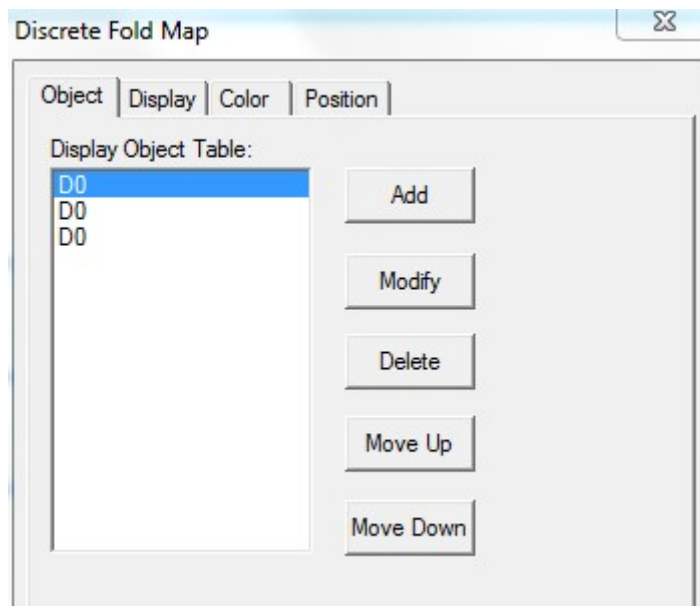 Discrete Fold Map
Object Display Color Position
Display Object Table:
D0
D0
D0
Add
Modify
Delete
Move Up
Move Down